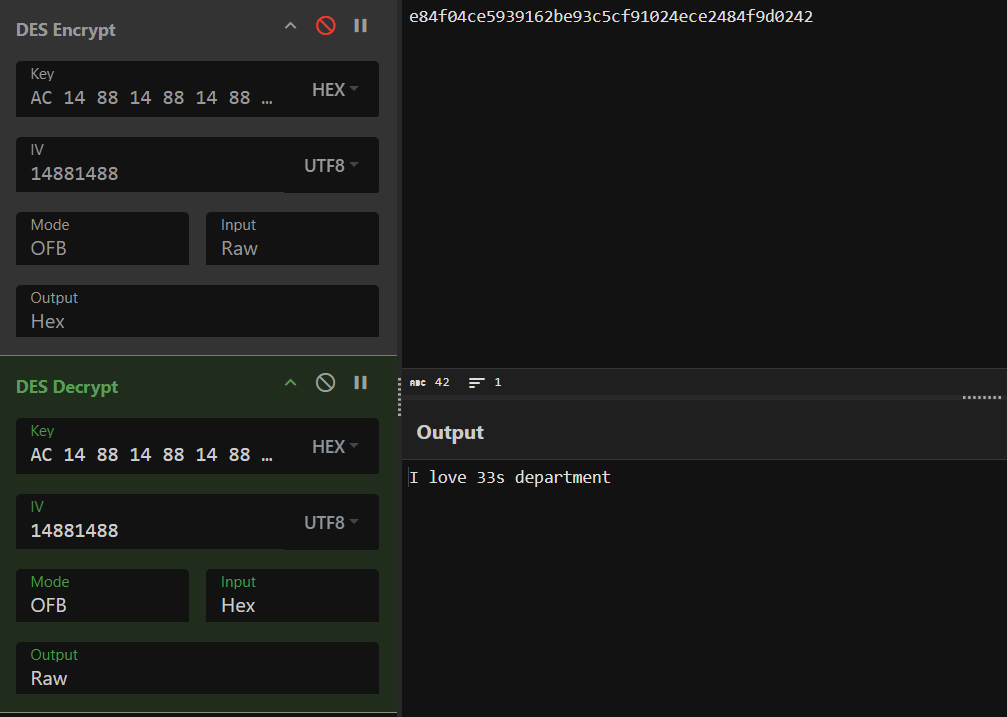 DES Encrypt
Key
AC 14 88 14 88 14 88 ...
HEX
IV
14881488
UTF8
Mode
OFB
Input
Raw
Output
Hex
DES Decrypt
Key
AC 14 88 14 88 14 88 ...
HEX
IV
14881488
UTF8
Mode
OFB
Input
Hex
Output
Raw
e84f04ce5939162be93c5cf91024ece2484f9d0242
ABC 42 1
Output
I love 33s department